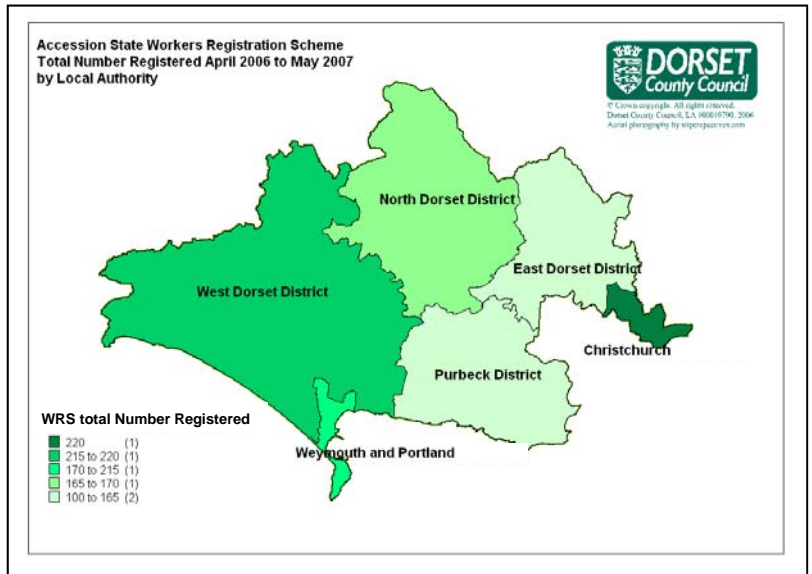 Accession State Workers Registration Scheme
Total Number Registered April 2006 to May 2007
by Local Authority
DORSET
County Council
© Crown copyright. All rights reserved.
Dorset County Council, LA 100019790, 2006
Aerial photography by
North Dorset District
East Dorset District
West Dorset District
Christchurch
Purbeck District
Weymouth and Portland
WRS total Number Registered
220 (1)
215 to 220 (1)
170 to 215 (1)
165 to 170 (1)
100 to 165 (2)